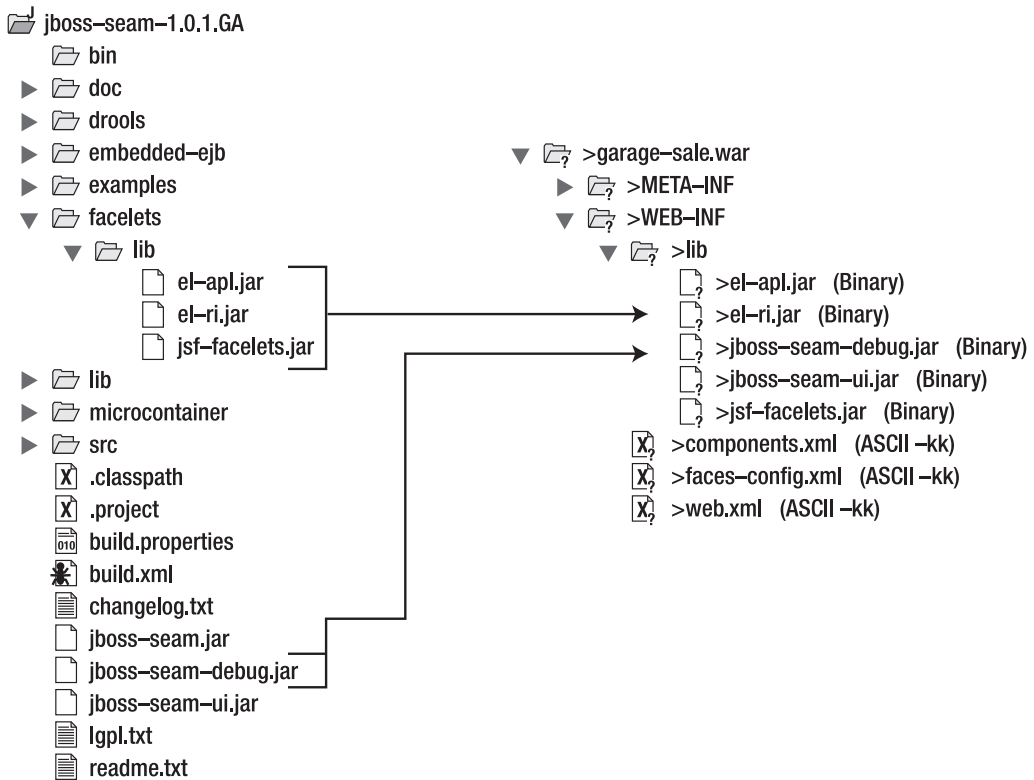 jboss–seam–1.0.1.GA
bin
doc
drools
embedded–ejb
examples
facelets
lib
el–apl.jar
el–ri.jar
jsf–facelets.jar
lib
microcontainer
src
.classpath
.project
build.properties
build.xml
changelog.txt
jboss–seam.jar
jboss–seam–debug.jar
jboss–seam–ui.jar
lgpl.txt
readme.txt
>garage–sale.war
>META–INF
>WEB–INF
>lib
>el–apl.jar (Binary)
>el–ri.jar (Binary)
>jboss–seam–debug.jar (Binary)
>jboss–seam–ui.jar (Binary)
>jsf–facelets.jar (Binary)
>components.xml (ASCII –kk)
>faces–config.xml (ASCII –kk)
>web.xml (ASCII –kk)